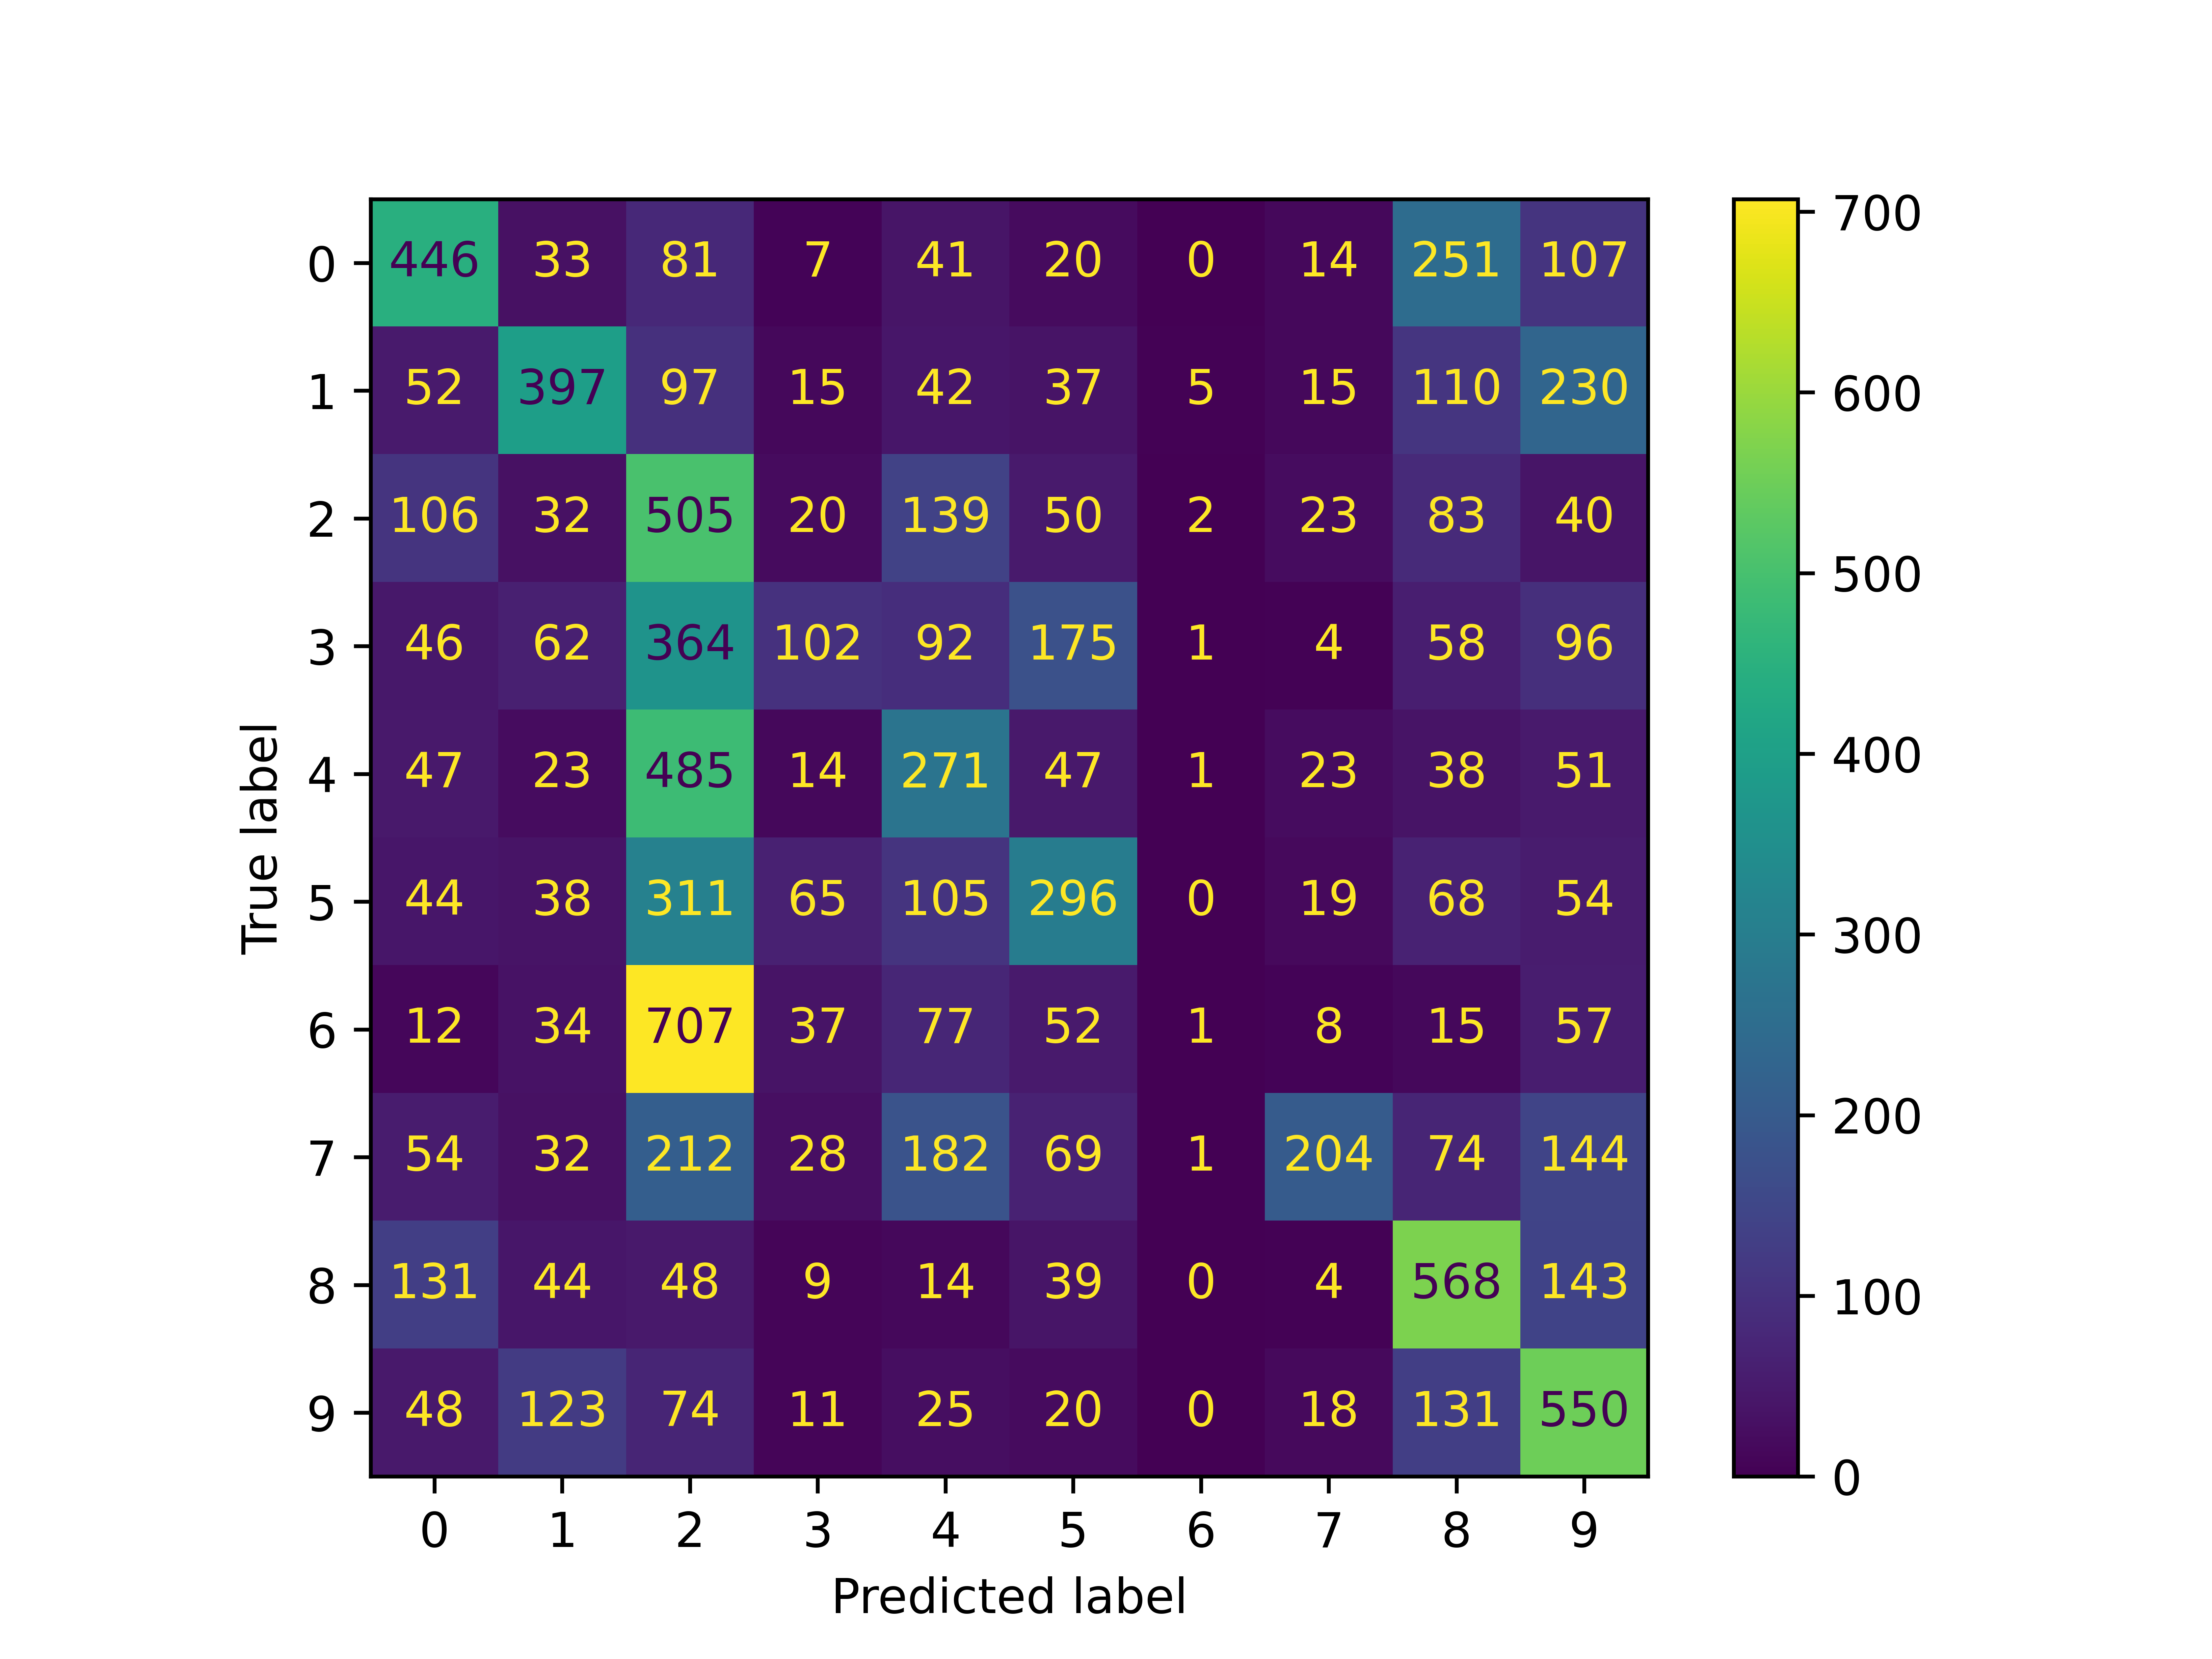 0 446 33 81 7 41 20 0 14 251 107
1 52 397 97 15 42 37 5 15 110 230
2 106 32 505 20 139 50 2 23 83 40
3 46 62 364 102 92 175 1 4 58 96
4 47 23 485 14 271 47 1 23 38 51
5 44 38 311 65 105 296 0 19 68 54
6 12 34 707 37 77 52 1 8 15 57
7 54 32 212 28 182 69 1 204 74 144
8 131 44 48 9 14 39 0 4 568 143
9 48 123 74 11 25 20 0 18 131 550
0 1 2 3 4 5 6 7 8 9
Predicted label
True label
700
600
500
400
300
200
100
0